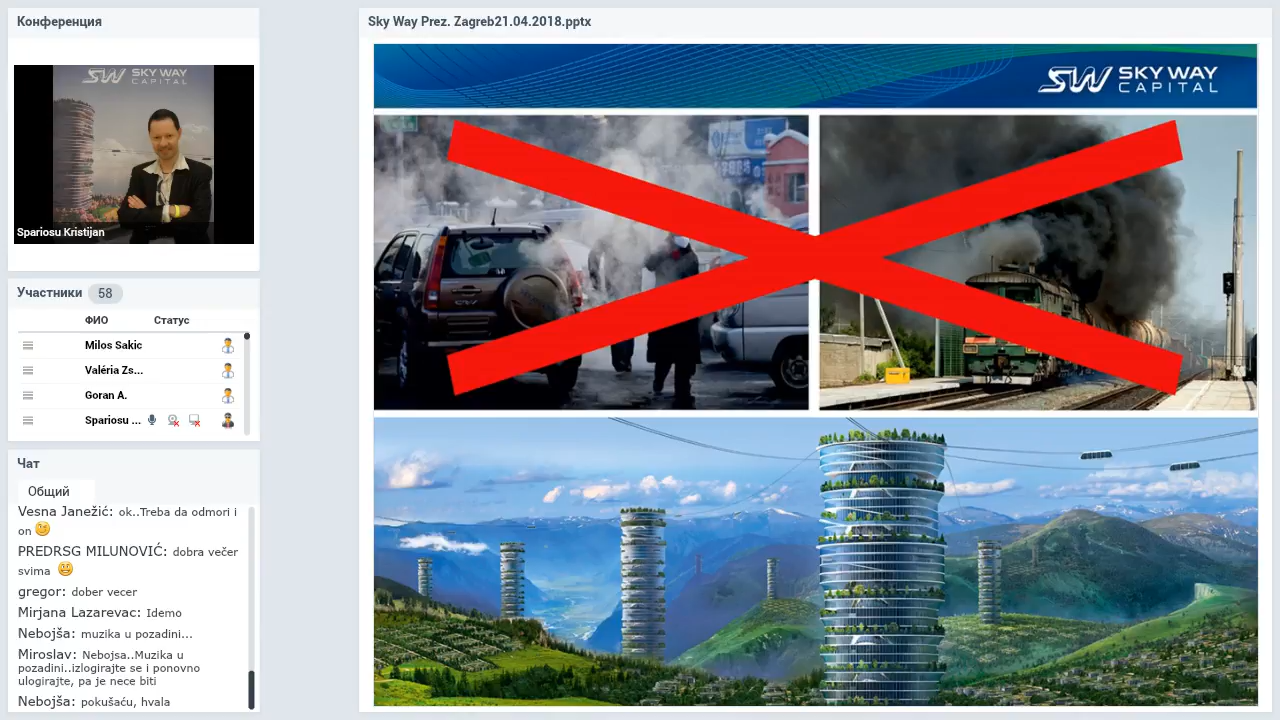 Конференция
SKY WAY
CAPITAL
Spariosu Kristijan
Участники 58
ФИО Статус
Milos Sakic
Valéria Zs...
Goran A.
Spariosu ...
Чат
Общий
Vesna Janežić: ok..Treba da odmori i
on
PREDRSG MILUNOVIĆ: dobra večer
svima
gregor: dober vecer
Mirjana Lazarevac: Idemo
Nebojša: muzika u pozadini...
Miroslav: Nebojsa..Muzika u
pozadini..izlogirajte se i ponovno
ulogirajte, pa je nece biti
Nebojša: pokušaću, hvala
Sky Way Prez. Zagreb21.04.2018.pptx
SW SKY WAY
CAPITAL